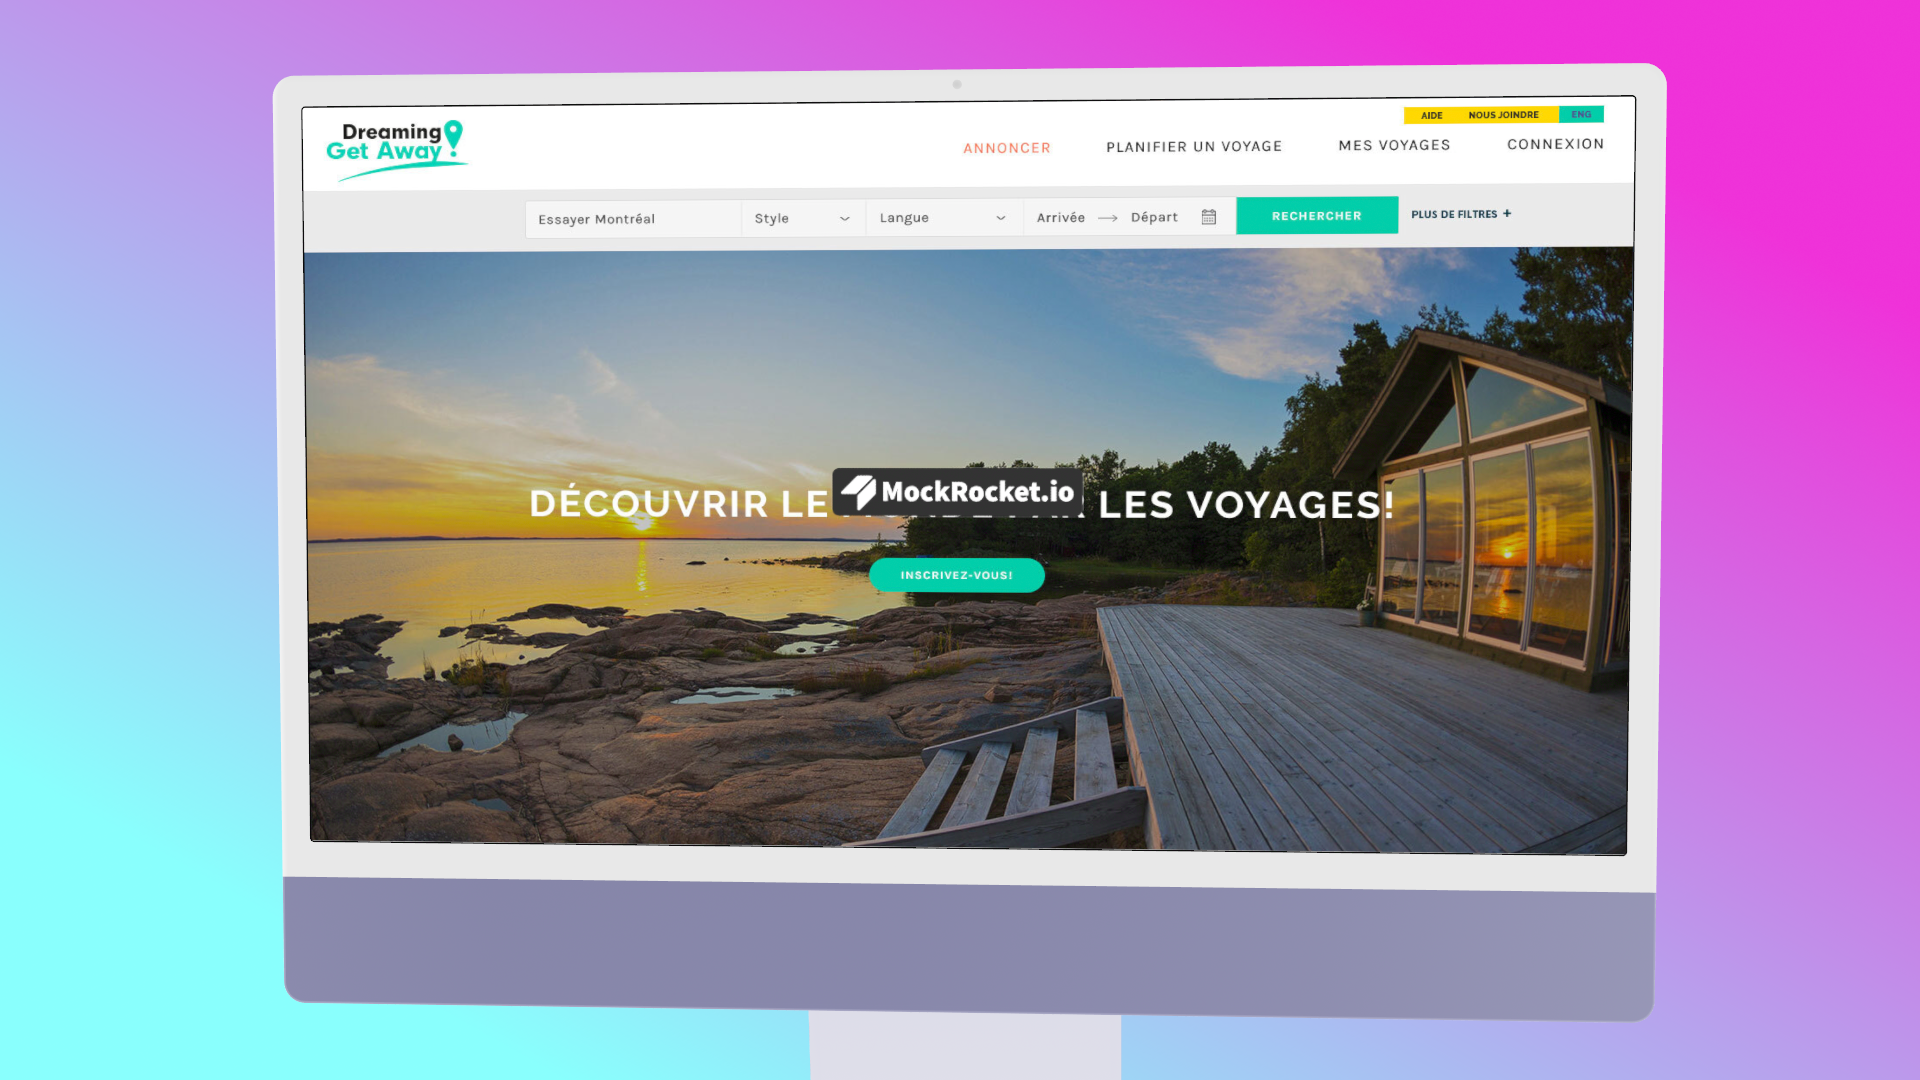 AIDE NOUS JOINDRE ENG
Dreaming
Get Away
ANNONCER PLANIFIER UN VOYAGE MES VOYAGES CONNEXION
Essayer Montréal Style Langue Arrivée → Départ RECHERCHER PLUS DE FILTRES +
DÉCOUVRIR LE LES VOYAGES!
MockRocket.io
INSCRIVEZ-VOUS!